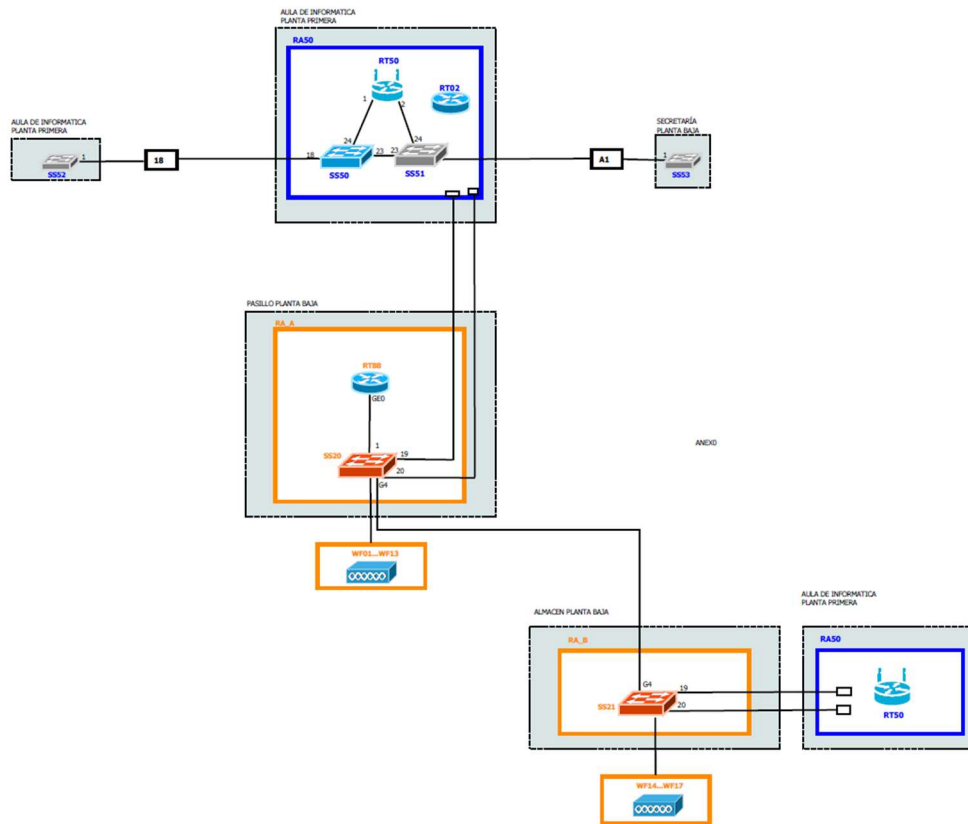 AULA DE INFORMATICA
PLANTA PRIMERA
RA50
RT50
RT02
1
2
24
24
18
23
23
SS50
SS51
AULA DE INFORMATICA
PLANTA PRIMERA
1
SS52
18
A1
SECRETARÍA
PLANTA BAJA
1
SS53
PASILLO PLANTA BAJA
RA_A
RT88
GE0
1
SS20
19
20
G4
WF01...WF13
ANEXO
ALMACEN PLANTA BAJA
RA_B
G4
19
SS21
20
WF14...WF17
AULA DE INFORMATICA
PLANTA PRIMERA
RA50
RT50